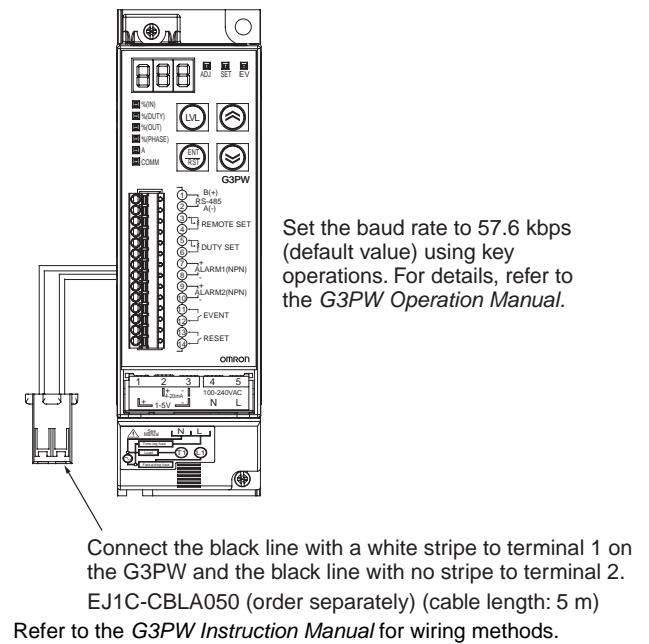 ADJ SET EV
%(IN)
%(DUTY)
%(OUT)
%(PHASE)
A
COMM
LVL
ENT
RST
G3PW
1 B(+)
RS-485
2 A(-)
3
REMOTE SET
4
5
DUTY SET
6
7 +
ALARM1(NPN)
8 -
9 +
ALARM2(NPN)
10 -
11
EVENT
12
13
RESET
14
OMRON
1 2 3 4 5
+ -
4-20mA
100-240VAC
+ 1-5V - N L
See
Manual
N L
Load
T1 L1
Set the baud rate to 57.6 kbps
(default value) using key
operations. For details, refer to
the G3PW Operation Manual.
Connect the black line with a white stripe to terminal 1 on
the G3PW and the black line with no stripe to terminal 2.
EJ1C-CBLA050 (order separately) (cable length: 5 m)
Refer to the G3PW Instruction Manual for wiring methods.